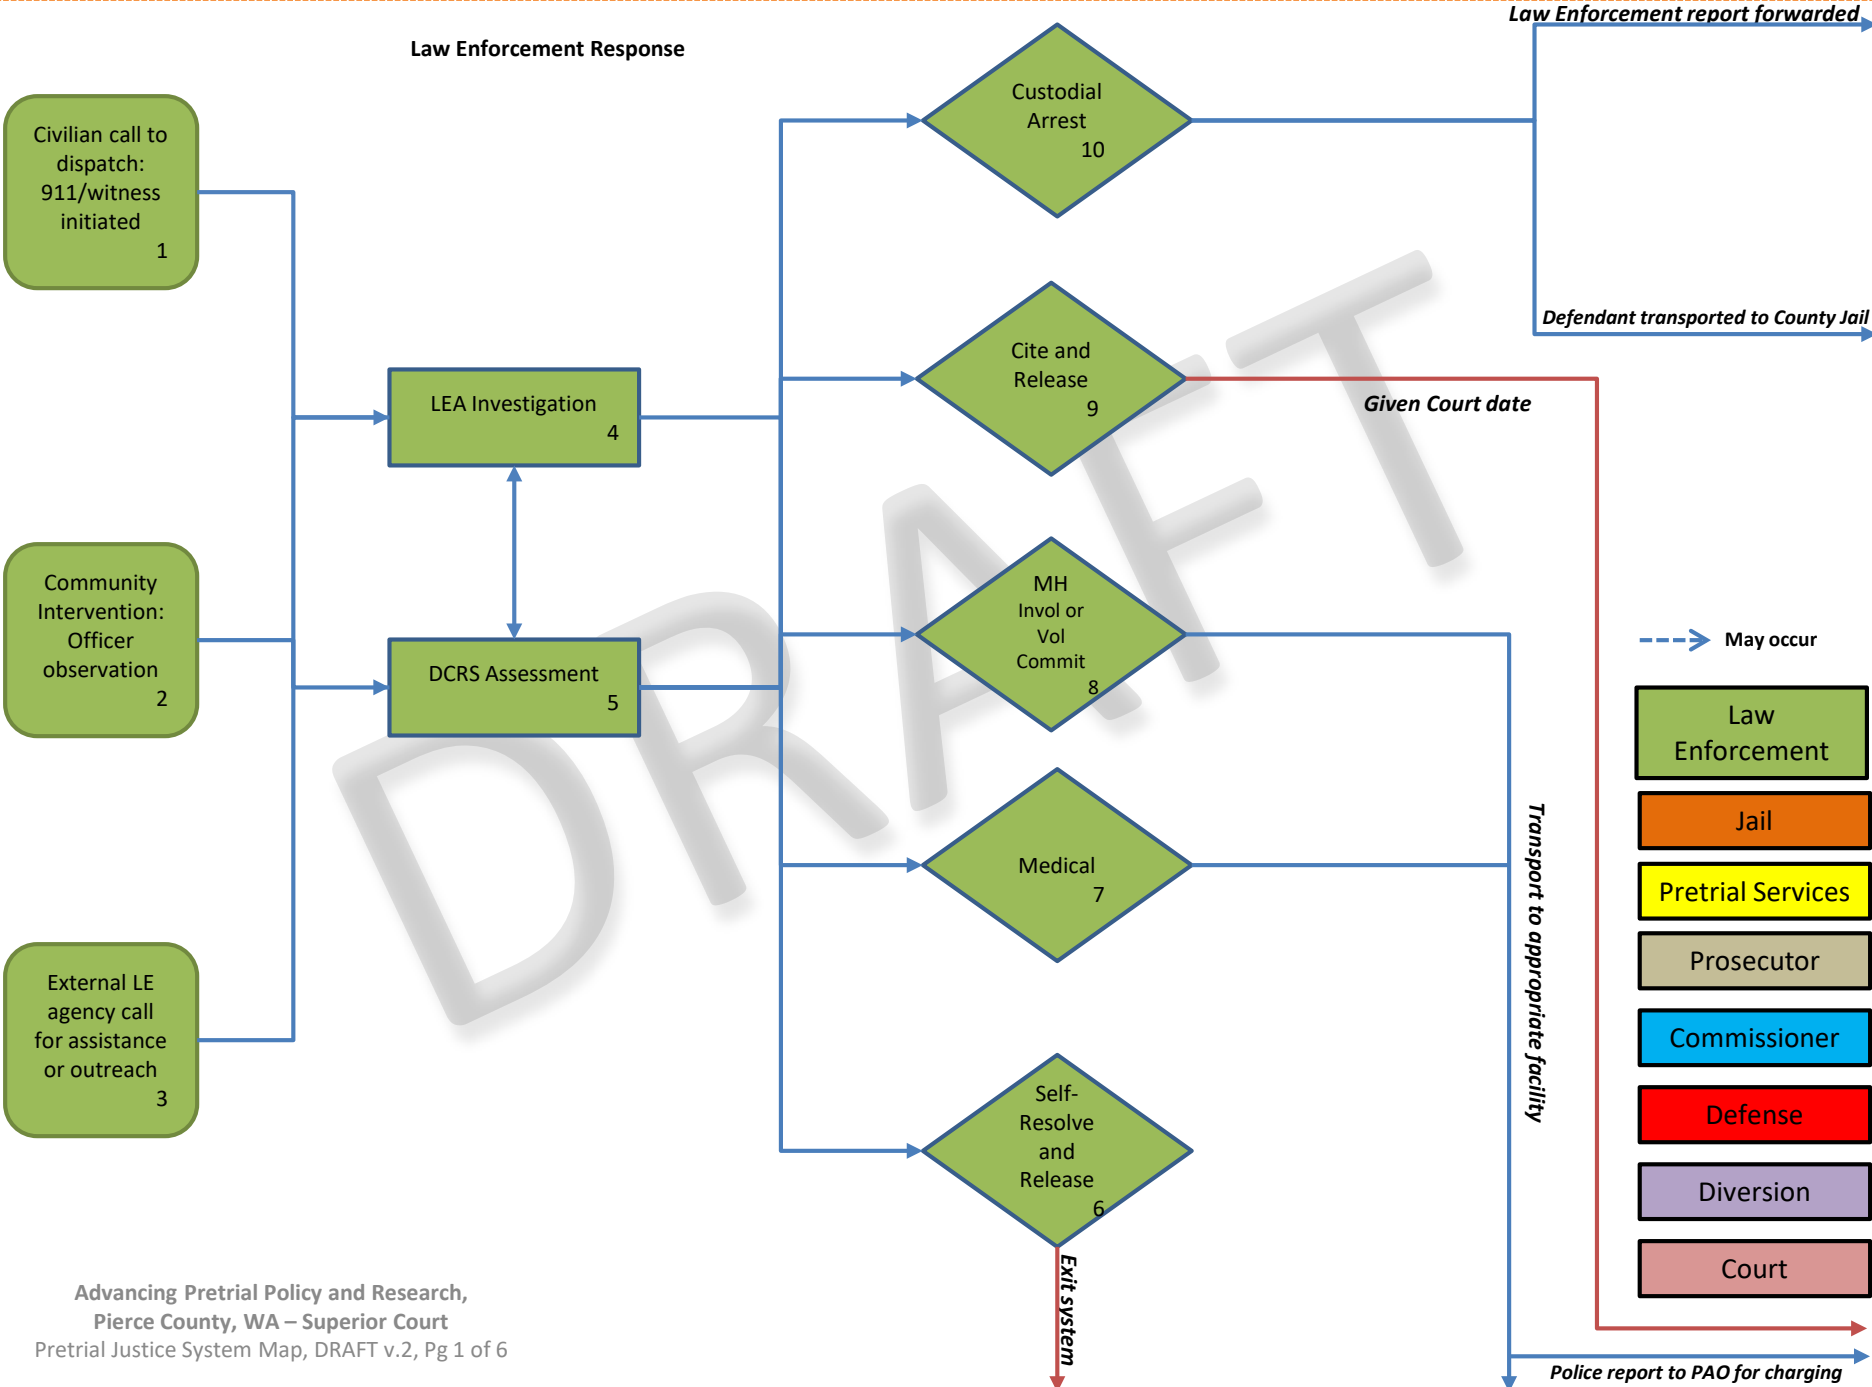 Law Enforcement report forwarded
Law Enforcement Response
Civilian call to
dispatch:
911/witness
initiated
1
Custodial
Arrest
10
Defendant transported to County Jail
Cite and
Release
9
Given Court date
LEA Investigation
4
Community
Intervention:
Officer
observation
2
DCRS Assessment
5
MH
Invol or
Vol
Commit
8
Medical
7
External LE
agency call
for assistance
or outreach
3
Self-
Resolve
and
Release
6
Exit system
Transport to appropriate facility
May occur
Law
Enforcement
Jail
Pretrial Services
Prosecutor
Commissioner
Defense
Diversion
Court
Police report to PAO for charging
DRAFT
Advancing Pretrial Policy and Research,
Pierce County, WA – Superior Court
Pretrial Justice System Map, DRAFT v.2, Pg 1 of 6